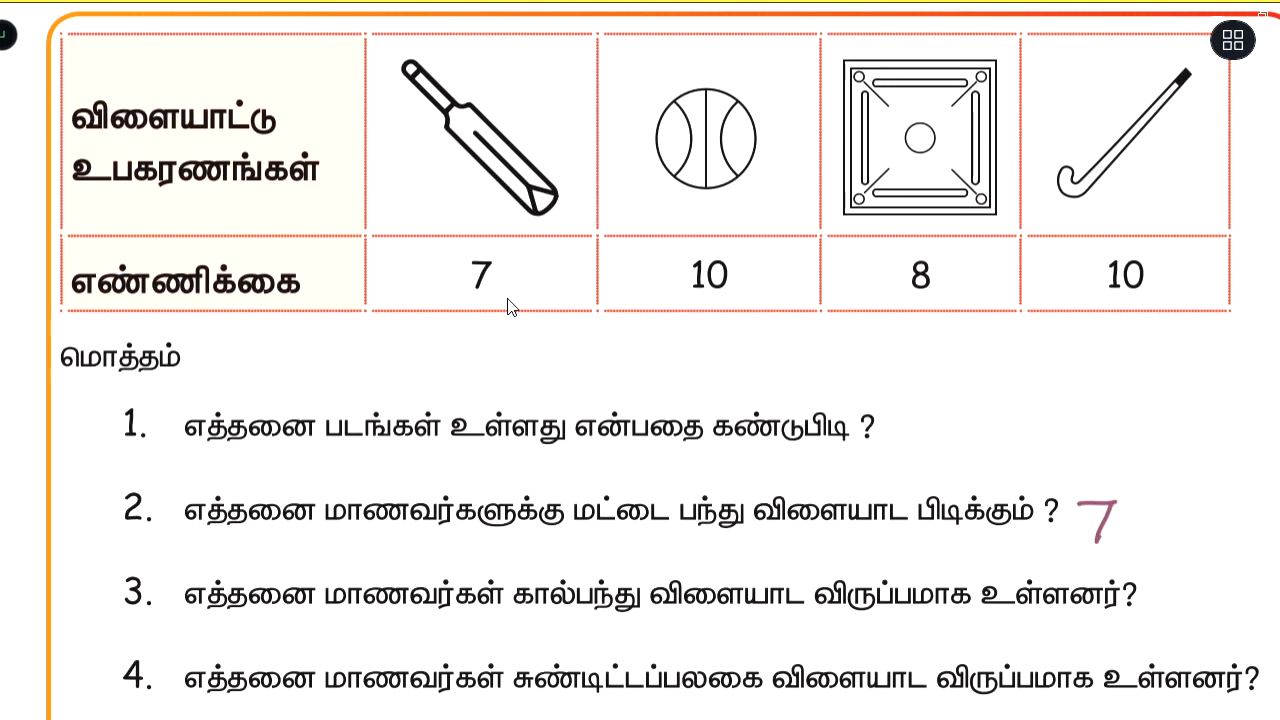 விளையாட்டு
உபகரணங்கள்
எண்ணிக்கை 7 10 8 10
மொத்தம்
1. எத்தனை படங்கள் உள்ளது என்பதை கண்டுபிடி ?
2. எத்தனை மாணவர்களுக்கு மட்டை பந்து விளையாட பிடிக்கும் ? 7
3. எத்தனை மாணவர்கள் கால்பந்து விளையாட விருப்பமாக உள்ளனர்?
4. எத்தனை மாணவர்கள் சுண்டிட்டப்பலகை விளையாட விருப்பமாக உள்ளனர்?